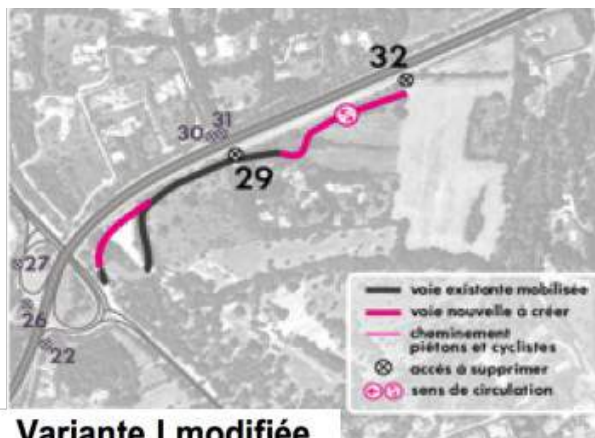 32
31
30
29
27
26
22
voie existante mobilisée
voie nouvelle à créer
cheminement
piétons et cyclistes
accés à supprimer
sens de circulation
Variante I modifiée